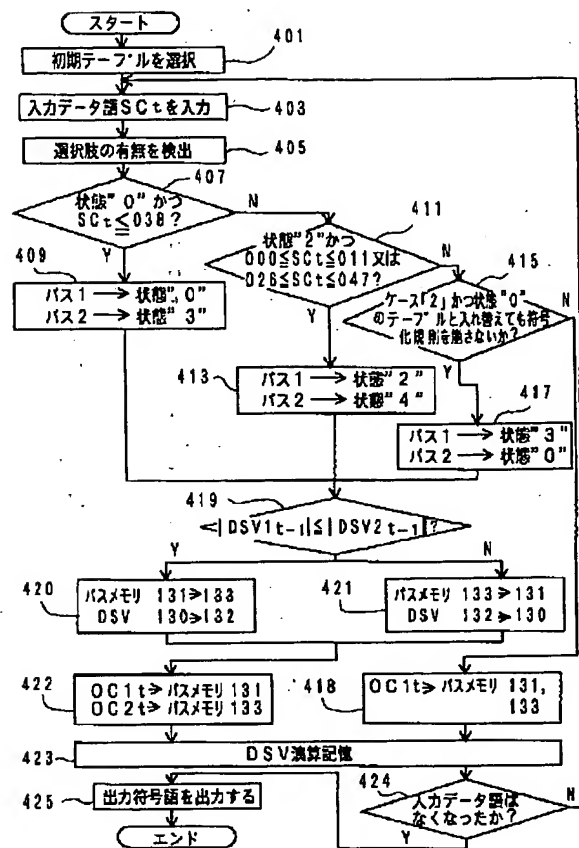 スタート
401
初期テーブルを選択
入力データ語SCtを入力
403
選択肢の有無を検出
405
407
状態"0"かつ
SCt≦038?
N
Y
411
状態"2"かつ
000≦SCt≦011又は
026≦SCt≦047?
N
Y
409
パス1→状態"0"
パス2→状態"3"
415
ケース「2」かつ状態"0"
のテーブルと入れ替えても符号
化規則を崩さないか?
N
Y
413
パス1→状態"2"
パス2→状態"4"
417
パス1→状態"3"
パス2→状態"0"
419
<|DSV1t-1|≦|DSV2t-1|?
Y
N
420
パスメモリ 131⇒133
DSV 130⇒132
421
パスメモリ 133⇒131
DSV 132⇒130
422
OC1t⇒パスメモリ 131
OC2t⇒パスメモリ 133
418
OC1t⇒パスメモリ 131,
133
423
DSV演算記憶
424
入力データ語は
なくなったか?
N
Y
425
出力符号語を出力する
エンド